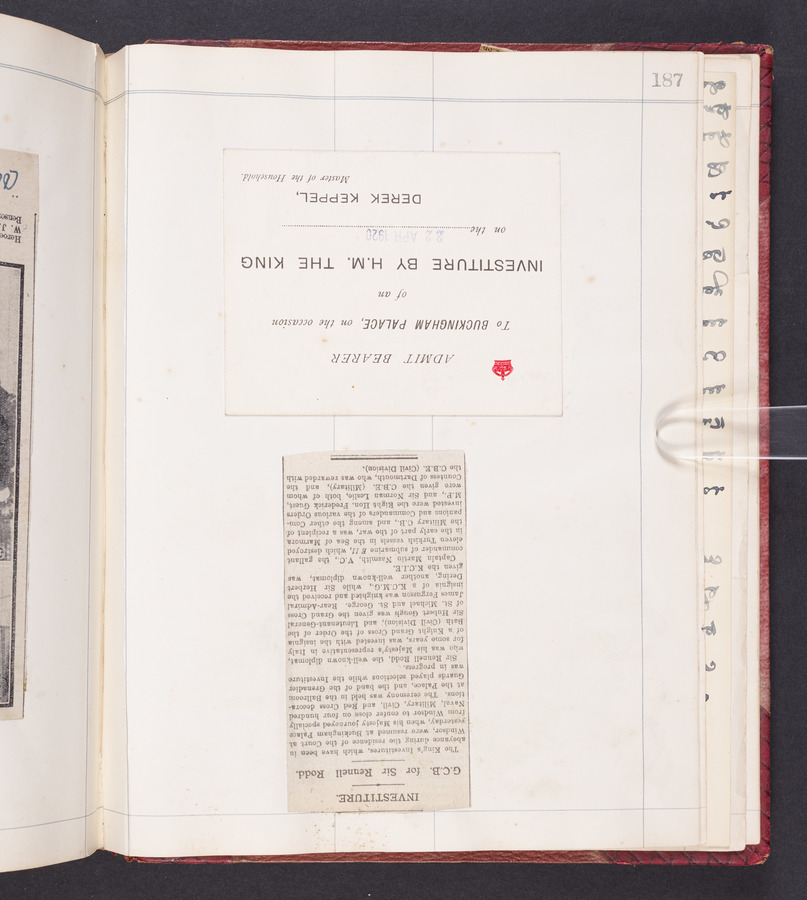 187
ADMIT BEARER
To BUCKINGHAM PALACE, on the occasion
of an
INVESTITURE BY H.M. THE KING
on the 22 APR 1920
DEREK KEPPEL,
Master of the Household.
INVESTITURE.
G.C.B. for Sir Rennell Rodd.
The King's Investitures, which have been in
abeyance during the residence of the Court at
Windsor, were resumed at Buckingham Palace
yesterday, when his Majesty journeyed specially
from Windsor to confer close on four hundred
Naval, Military, Civil, and Red Cross decora-
tions. The ceremony was held in the Ballroom
at the Palace, and the band of the Grenadier
Guards played selections while the Investiture
was in progress.
Sir Rennell Rodd, the well-known diplomat,
who was his Majesty's representative in Italy
for some years, was invested with the insignia
of a Knight Grand Cross of the Order of the
Bath (Civil Division), and Lieutenant-General
Sir Hubert Gough was given the Grand Cross
of St. Michael and St. George. Rear-Admiral
James Fergusson was knighted and received the
insignia of a K.C.M.G., while Sir Herbert
Dering, another well-known diplomat, was
given the K.C.I.E.
Captain Martin Nasmith, V.C., the gallant
commander of submarine E 11, which destroyed
eleven Turkish vessels in the Sea of Marmora
in the early part of the war, was a recipient of
the Military C.B., and among the other Com-
panions and Commanders of the various Orders
invested were the Right Hon. Frederick Guest,
M.P., and Sir Norman Leslie, both of whom
were given the C.B.E. (Military), and the
Countess of Dartmouth, who was rewarded with
the C.B.E. (Civil Division).
W. J.